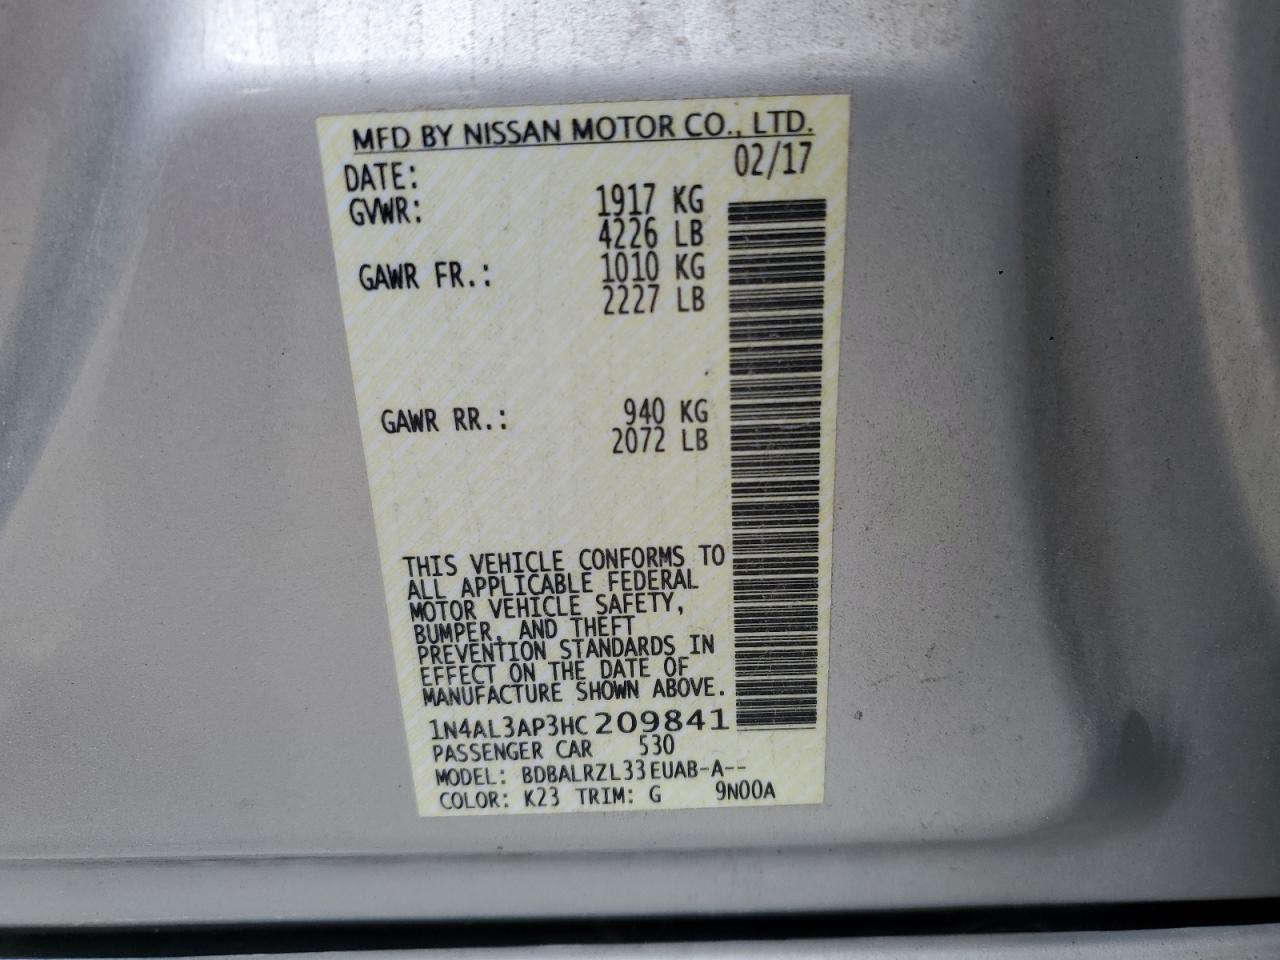 MFD BY NISSAN MOTOR CO., LTD.
DATE: 02/17
GVWR: 1917 KG
4226 LB
GAWR FR.: 1010 KG
2227 LB
GAWR RR.: 940 KG
2072 LB
THIS VEHICLE CONFORMS TO
ALL APPLICABLE FEDERAL
MOTOR VEHICLE SAFETY,
BUMPER, AND THEFT
PREVENTION STANDARDS IN
EFFECT ON THE DATE OF
MANUFACTURE SHOWN ABOVE.
1N4AL3AP3HC209841
PASSENGER CAR 530
MODEL: BDBALRZL33EUAB-A--
COLOR: K23 TRIM: G 9N00A